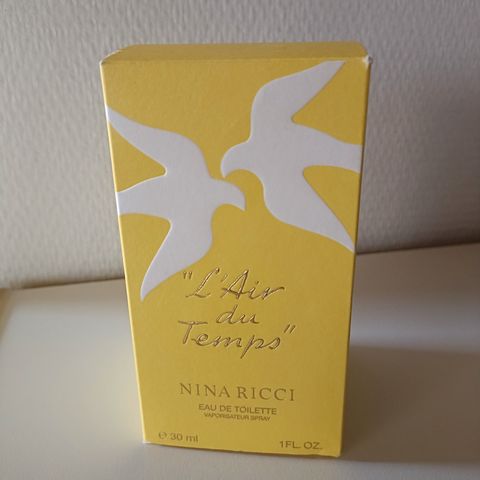 "L'Air
du
Temps"
NINA RICCI
EAU DE TOILETTE
VAPORISATEUR SPRAY
℮ 30 ml 1FL. OZ.